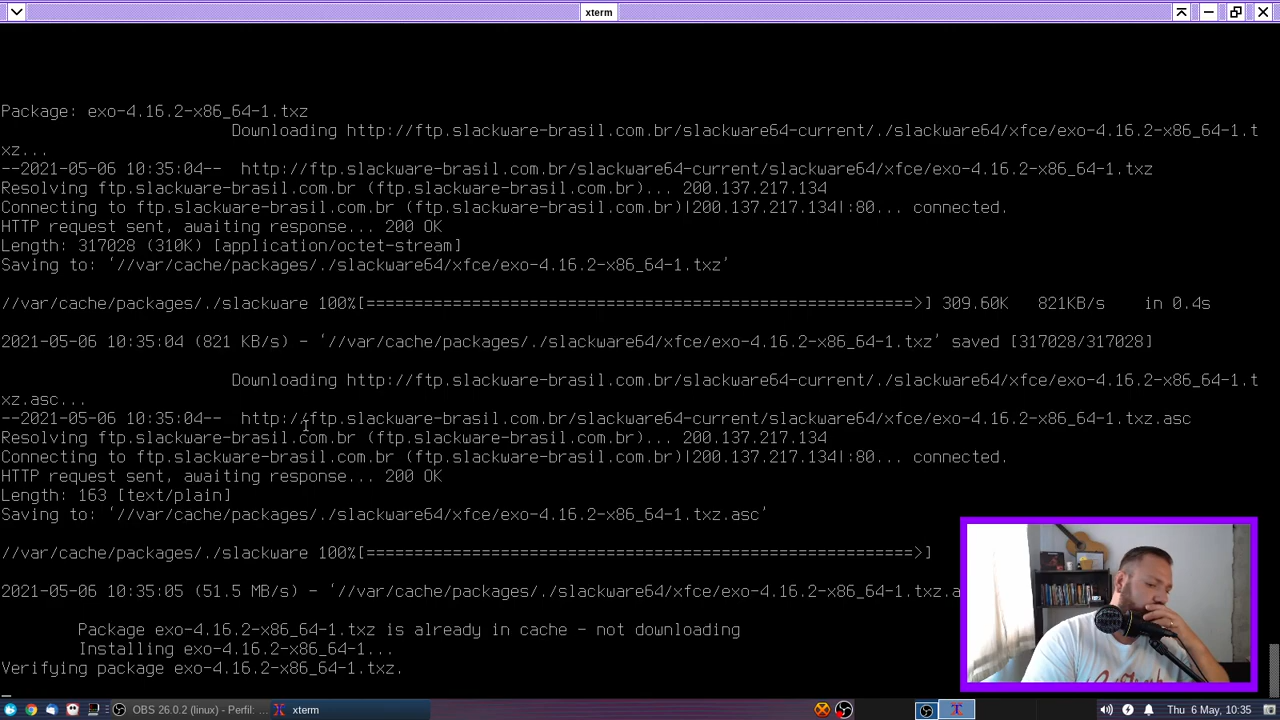 xterm
Package: exo-4.16.2-x86_64-1.txz
Downloading http://ftp.slackware-brasil.com.br/slackware64-current/./slackware64/xfce/exo-4.16.2-x86_64-1.t
xz...
--2021-05-06 10:35:04--  http://ftp.slackware-brasil.com.br/slackware64-current/slackware64/xfce/exo-4.16.2-x86_64-1.txz
Resolving ftp.slackware-brasil.com.br (ftp.slackware-brasil.com.br)... 200.137.217.134
Connecting to ftp.slackware-brasil.com.br (ftp.slackware-brasil.com.br)|200.137.217.134|:80... connected.
HTTP request sent, awaiting response... 200 OK
Length: 317028 (310K) [application/octet-stream]
Saving to: ‘//var/cache/packages/./slackware64/xfce/exo-4.16.2-x86_64-1.txz’
//var/cache/packages/./slackware 100%[=========================================================>] 309.60K   821KB/s    in 0.4s
2021-05-06 10:35:04 (821 KB/s) - ‘//var/cache/packages/./slackware64/xfce/exo-4.16.2-x86_64-1.txz’ saved [317028/317028]
Downloading http://ftp.slackware-brasil.com.br/slackware64-current/./slackware64/xfce/exo-4.16.2-x86_64-1.t
xz.asc...
--2021-05-06 10:35:04--  http://ftp.slackware-brasil.com.br/slackware64-current/slackware64/xfce/exo-4.16.2-x86_64-1.txz.asc
Resolving ftp.slackware-brasil.com.br (ftp.slackware-brasil.com.br)... 200.137.217.134
Connecting to ftp.slackware-brasil.com.br (ftp.slackware-brasil.com.br)|200.137.217.134|:80... connected.
HTTP request sent, awaiting response... 200 OK
Length: 163 [text/plain]
Saving to: ‘//var/cache/packages/./slackware64/xfce/exo-4.16.2-x86_64-1.txz.asc’
//var/cache/packages/./slackware 100%[=========================================================>]
2021-05-06 10:35:05 (51.5 MB/s) - ‘//var/cache/packages/./slackware64/xfce/exo-4.16.2-x86_64-1.txz.a
Package exo-4.16.2-x86_64-1.txz is already in cache - not downloading
Installing exo-4.16.2-x86_64-1...
Verifying package exo-4.16.2-x86_64-1.txz.
OBS 26.0.2 (linux) - Perfil: ...
xterm
Thu 6 May, 10:35